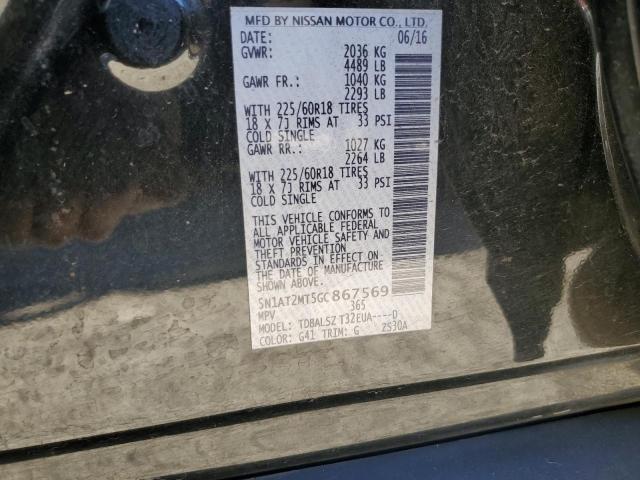 MFD BY NISSAN MOTOR CO., LTD.
DATE: 06/16
GVWR: 2036 KG
4489 LB
GAWR FR.: 1040 KG
2293 LB
WITH 225/60R18 TIRES
18 X 7J RIMS AT 33 PSI
COLD SINGLE
GAWR RR.: 1027 KG
2264 LB
WITH 225/60R18 TIRES
18 X 7J RIMS AT 33 PSI
COLD SINGLE
THIS VEHICLE CONFORMS TO
ALL APPLICABLE FEDERAL
MOTOR VEHICLE SAFETY AND
THEFT PREVENTION
STANDARDS IN EFFECT ON
THE DATE OF MANUFACTURE
SHOWN ABOVE.
5N1AT2MT5GC867569
MPV 365
MODEL: TDBALSZ T32EUA----D
COLOR: G41 TRIM: G 2530A